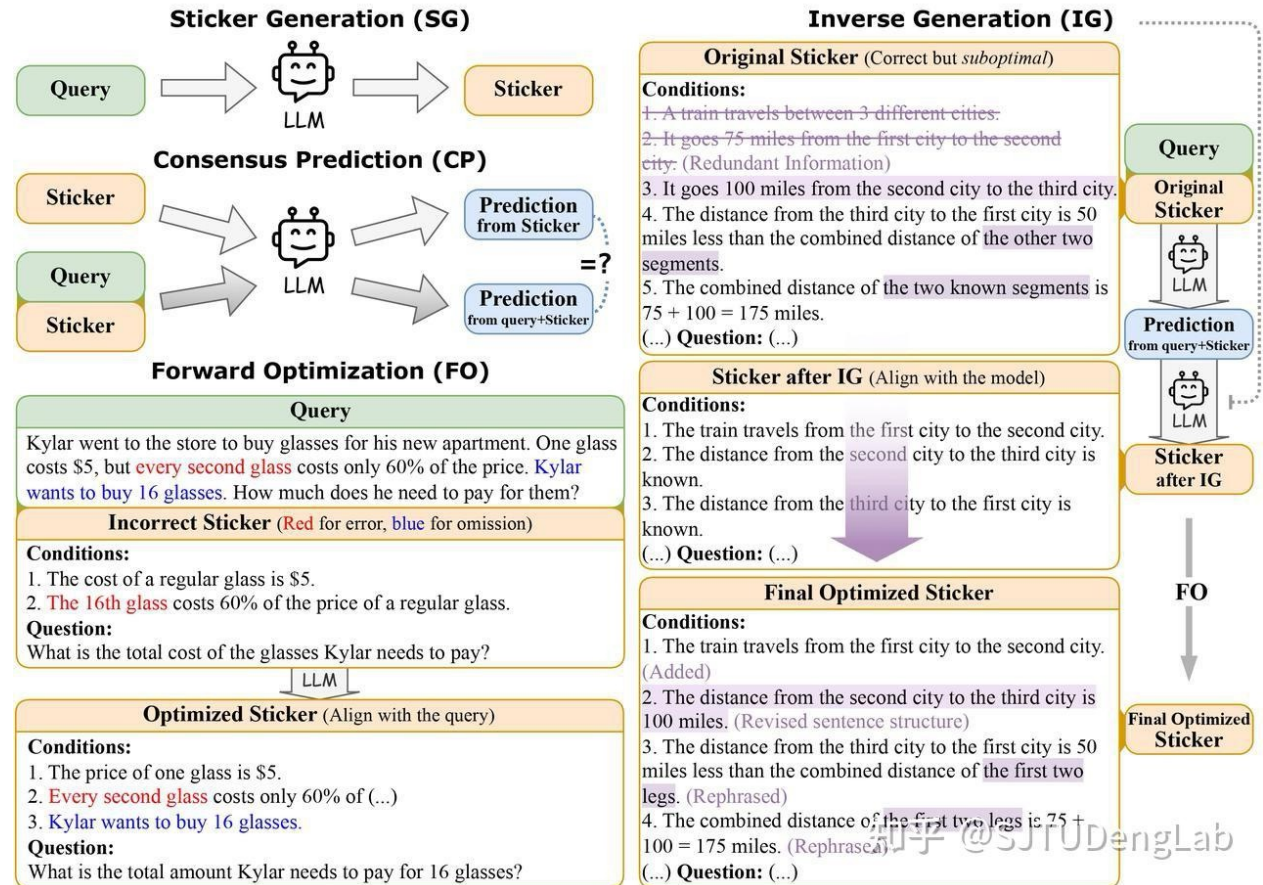 Sticker Generation (SG)
Query
LLM
Sticker
Consensus Prediction (CP)
Sticker
Query
Sticker
LLM
Prediction
from Sticker
=?
Prediction
from query+Sticker
Forward Optimization (FO)
Query
Kylar went to the store to buy glasses for his new apartment. One glass
costs $5, but every second glass costs only 60% of the price. Kylar
wants to buy 16 glasses. How much does he need to pay for them?
Incorrect Sticker (Red for error, blue for omission)
Conditions:
1. The cost of a regular glass is $5.
2. The 16th glass costs 60% of the price of a regular glass.
Question:
What is the total cost of the glasses Kylar needs to pay?
LLM
Optimized Sticker (Align with the query)
Conditions:
1. The price of one glass is $5.
2. Every second glass costs only 60% of (...)
3. Kylar wants to buy 16 glasses.
Question:
What is the total amount Kylar needs to pay for 16 glasses?
Inverse Generation (IG)
Original Sticker (Correct but suboptimal)
Conditions:
1. A train travels between 3 different cities.
2. It goes 75 miles from the first city to the second
city. (Redundant Information)
3. It goes 100 miles from the second city to the third city.
4. The distance from the third city to the first city is 50
miles less than the combined distance of the other two
segments.
5. The combined distance of the two known segments is
75 + 100 = 175 miles.
(...) Question: (...)
Sticker after IG (Align with the model)
Conditions:
1. The train travels from the first city to the second city.
2. The distance from the second city to the third city is
known.
3. The distance from the third city to the first city is
known.
(...) Question: (...)
Final Optimized Sticker
Conditions:
1. The train travels from the first city to the second city.
(Added)
2. The distance from the second city to the third city is
100 miles. (Revised sentence structure)
3. The distance from the third city to the first city is 50
miles less than the combined distance of the first two
legs. (Rephrased)
4. The combined distance of the first two legs is 75 +
100 = 175 miles. (Rephrased)
(...) Question: (...)
Query
Original
Sticker
LLM
Prediction
from query+Sticker
LLM
Sticker
after IG
FO
Final Optimized
Sticker
知乎 @SJTUDengLab